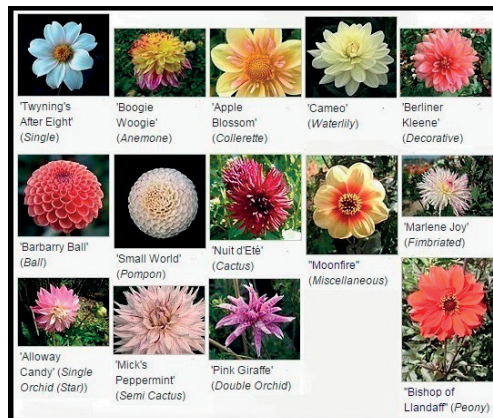 'Twyning's
After Eight'
(Single)
'Boogie
Woogie'
(Anemone)
'Apple
Blossom'
(Collerette)
'Cameo'
(Waterlily)
'Berliner
Kleene'
(Decorative)
'Barbarry Ball'
(Ball)
'Small World'
(Pompon)
'Nuit d'Eté'
(Cactus)
"Moonfire"
(Miscellaneous)
'Marlene Joy'
(Fimbriated)
'Alloway
Candy' (Single
Orchid (Star))
'Mick's
Peppermint'
(Semi Cactus)
'Pink Giraffe'
(Double Orchid)
"Bishop of
Llandaff" (Peony)